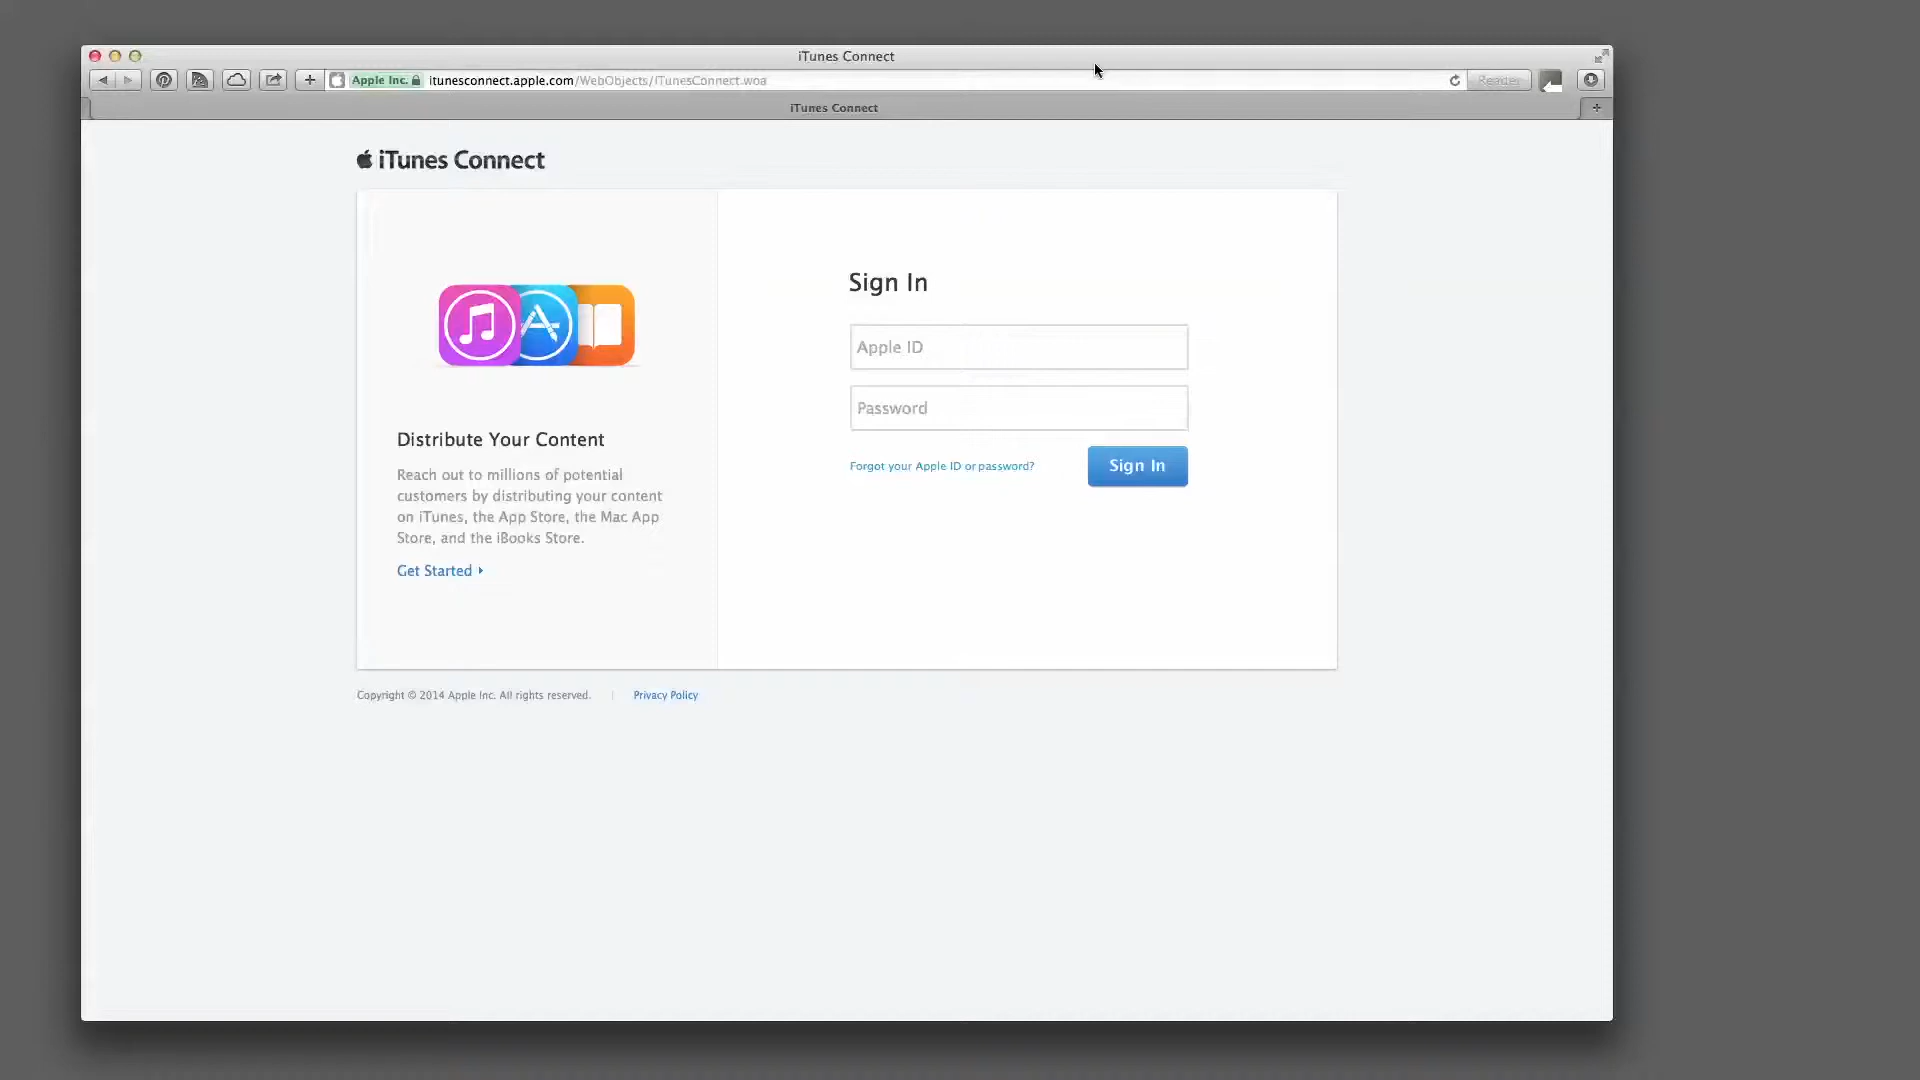 iTunes Connect
Apple Inc. itunesconnect.apple.com/WebObjects/iTunesConnect.woa
Reader
iTunes Connect
iTunes Connect
Sign In
Apple ID
Password
Forgot your Apple ID or password?
Sign In
Distribute Your Content
Reach out to millions of potential
customers by distributing your content
on iTunes, the App Store, the Mac App
Store, and the iBooks Store.
Get Started
Copyright © 2014 Apple Inc. All rights reserved. | Privacy Policy